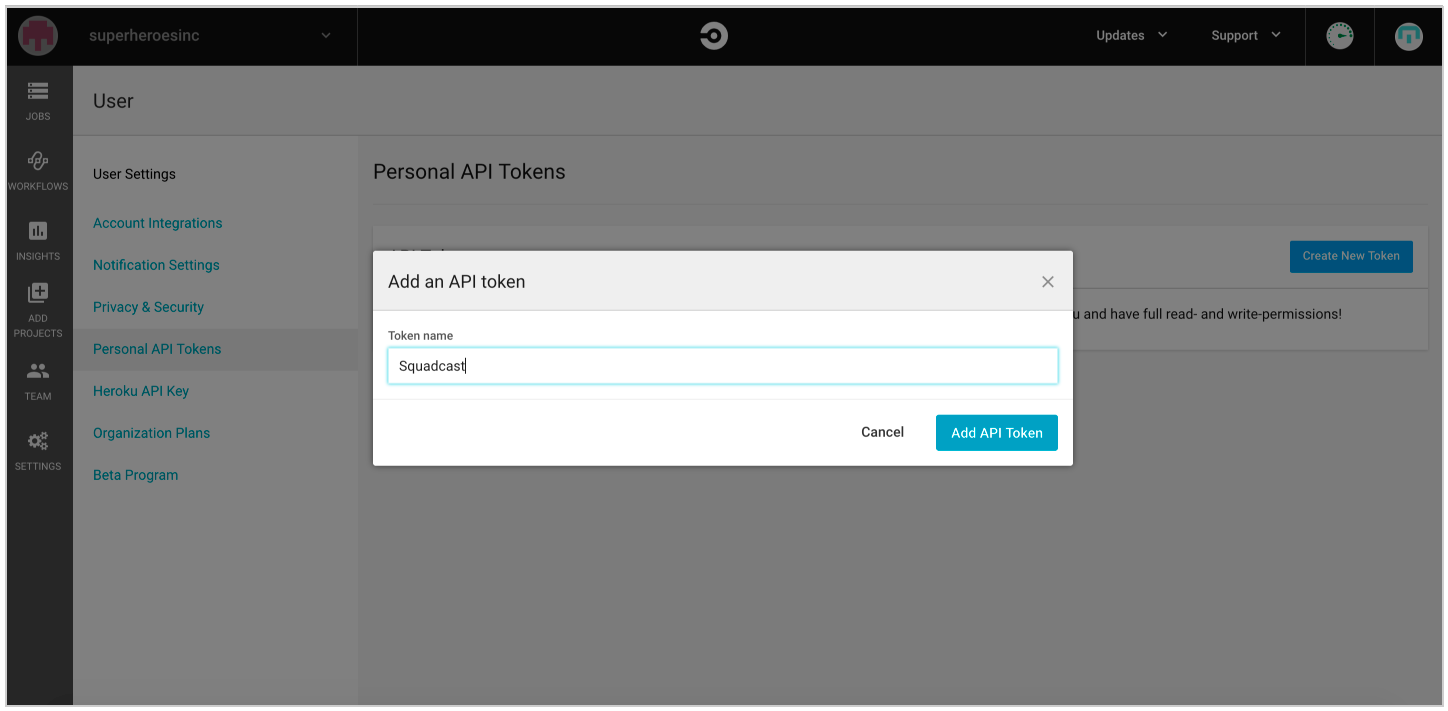 superheroesinc
Updates
Support
JOBS
WORKFLOWS
INSIGHTS
ADD
PROJECTS
TEAM
SETTINGS
User
User Settings
Account Integrations
Notification Settings
Privacy & Security
Personal API Tokens
Heroku API Key
Organization Plans
Beta Program
Personal API Tokens
Create New Token
u and have full read- and write-permissions!
Add an API token
Token name
Squadcast
Cancel
Add API Token